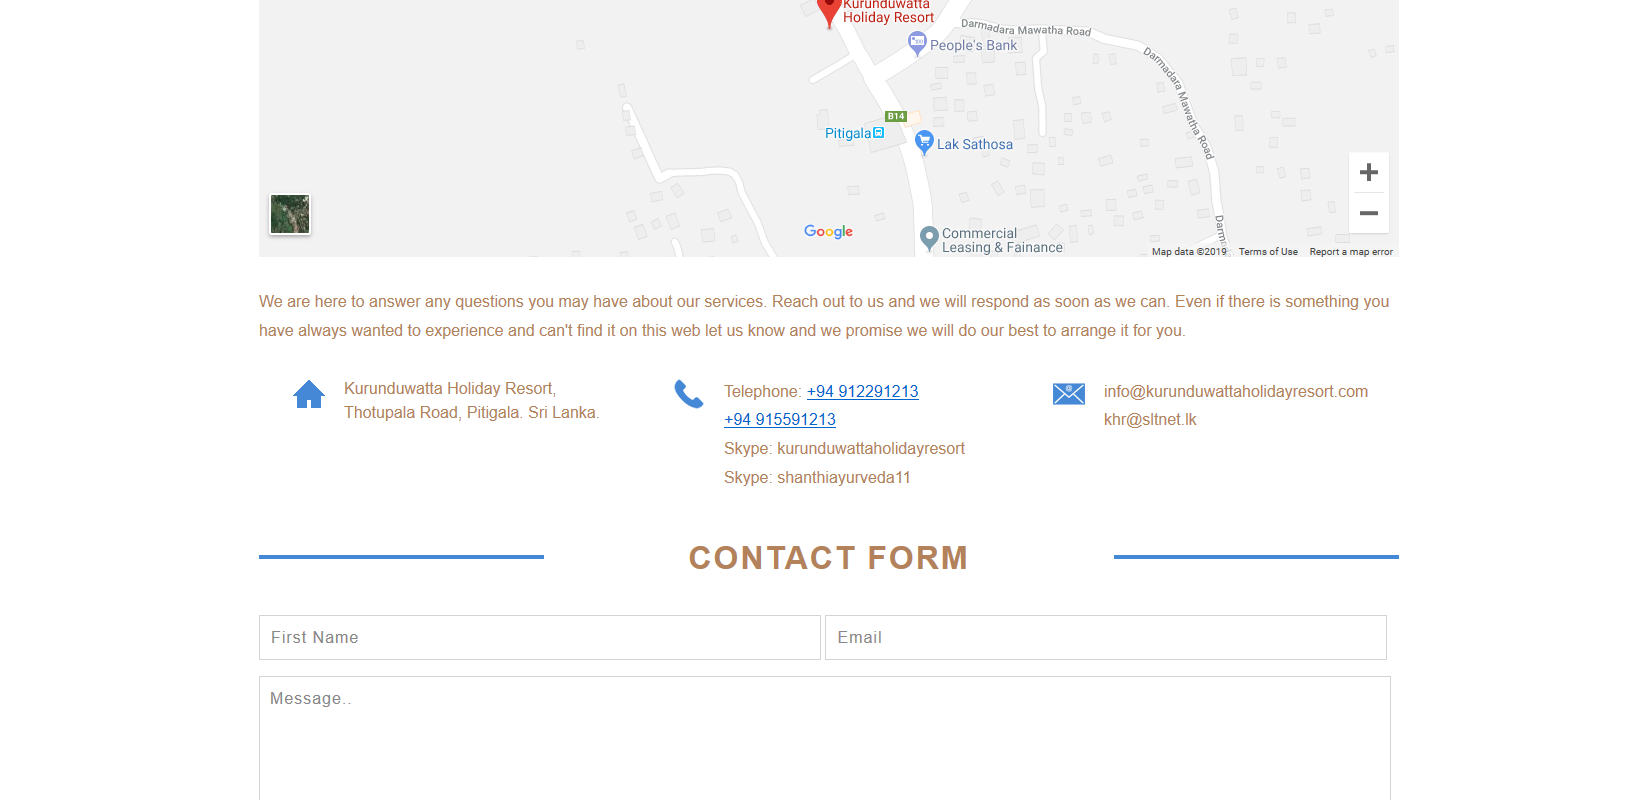 Kurunduwatta
Holiday Resort
Darmadara Mawatha Road
People's Bank
Darmadara Mawatha Road
B14
Pitigala
Lak Sathosa
Google
Commercial
Leasing & Fainance
Map data ©2019 Terms of Use Report a map error
We are here to answer any questions you may have about our services. Reach out to us and we will respond as soon as we can. Even if there is something you
have always wanted to experience and can't find it on this web let us know and we promise we will do our best to arrange it for you.
Kurunduwatta Holiday Resort,
Thotupala Road, Pitigala. Sri Lanka.
Telephone: +94 912291213
+94 915591213
Skype: kurunduwattaholidayresort
Skype: shanthiayurveda11
info@kurunduwattaholidayresort.com
khr@sltnet.lk
CONTACT FORM
First Name
Email
Message..